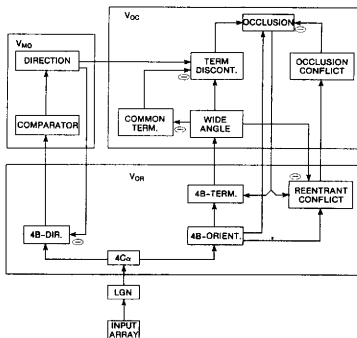 V_OC
OCCLUSION
V_MO
DIRECTION
TERM
DISCONT.
OCCLUSION
CONFLICT
COMPARATOR
COMMON
TERM.
WIDE
ANGLE
V_OR
4B-TERM.
REENTRANT
CONFLICT
4B-DIR.
4B-ORIENT.
4Cα
LGN
INPUT
ARRAY